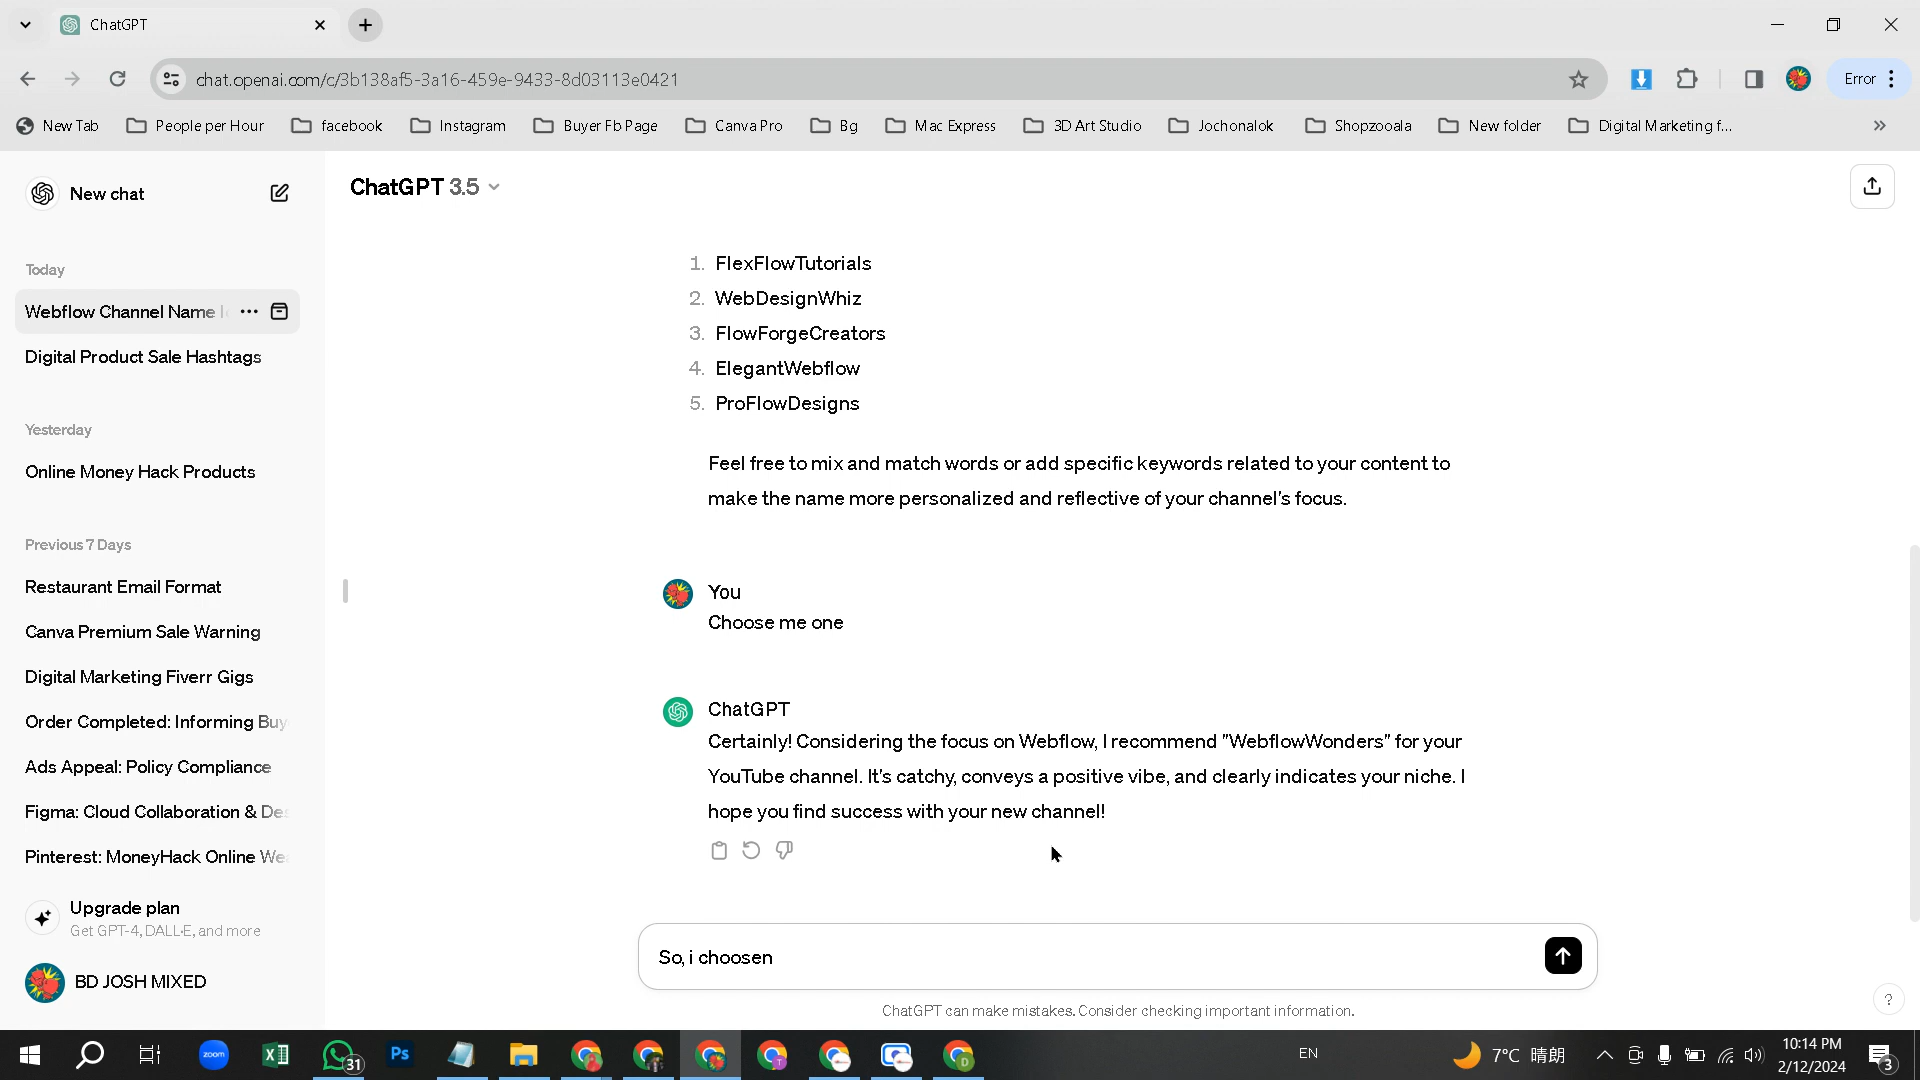 ChatGPT
chat.openai.com/c/3b138af5-3a16-459e-9433-8d03113e0421
Error
New Tab
People per Hour
facebook
Instagram
Buyer Fb Page
Canva Pro
Bg
Mac Express
3D Art Studio
Jochonalok
Shopzooala
New folder
Digital Marketing f...
New chat
ChatGPT 3.5
Today
Webflow Channel Name
Digital Product Sale Hashtags
Yesterday
Online Money Hack Products
Previous 7 Days
Restaurant Email Format
Canva Premium Sale Warning
Digital Marketing Fiverr Gigs
Order Completed: Informing Buy
Ads Appeal: Policy Compliance
Figma: Cloud Collaboration & Des
Pinterest: MoneyHack Online We
Upgrade plan
Get GPT-4, DALL·E, and more
BD JOSH MIXED
1. FlexFlowTutorials
2. WebDesignWhiz
3. FlowForgeCreators
4. ElegantWebflow
5. ProFlowDesigns
Feel free to mix and match words or add specific keywords related to your content to
make the name more personalized and reflective of your channel's focus.
You
Choose me one
ChatGPT
Certainly! Considering the focus on Webflow, I recommend "WebflowWonders" for your
YouTube channel. It's catchy, conveys a positive vibe, and clearly indicates your niche. I
hope you find success with your new channel!
So, i choosen
ChatGPT can make mistakes. Consider checking important information.
?
zoom
31
Ps
EN
7°C 晴朗
10:14 PM
2/12/2024
3